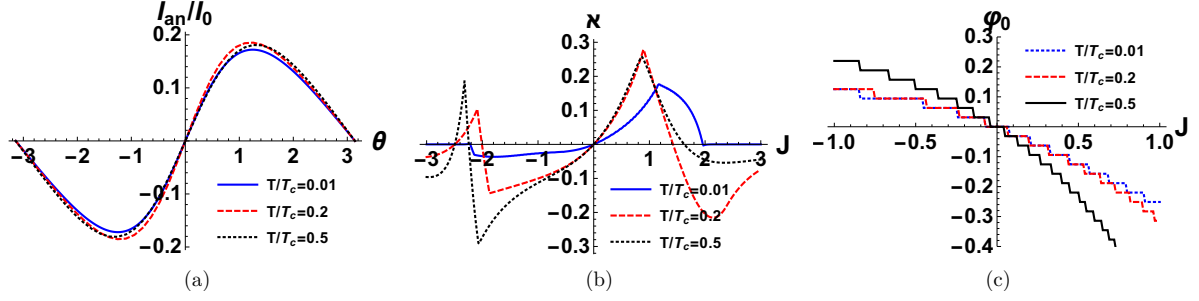 I_an/I_0
0.2
0.1
−3 −2 −1 1 2 3 θ
−0.1
−0.2
T/T_c=0.01
T/T_c=0.2
T/T_c=0.5
(a)
ℵ
0.3
0.2
0.1
−3 −2 −1 1 2 3 J
−0.1
−0.2
−0.3
T/T_c=0.01
T/T_c=0.2
T/T_c=0.5
(b)
φ_0
0.3
0.2
0.1
−1.0 −0.5 0.5 1.0 J
−0.1
−0.2
−0.3
−0.4
T/T_c=0.01
T/T_c=0.2
T/T_c=0.5
(c)